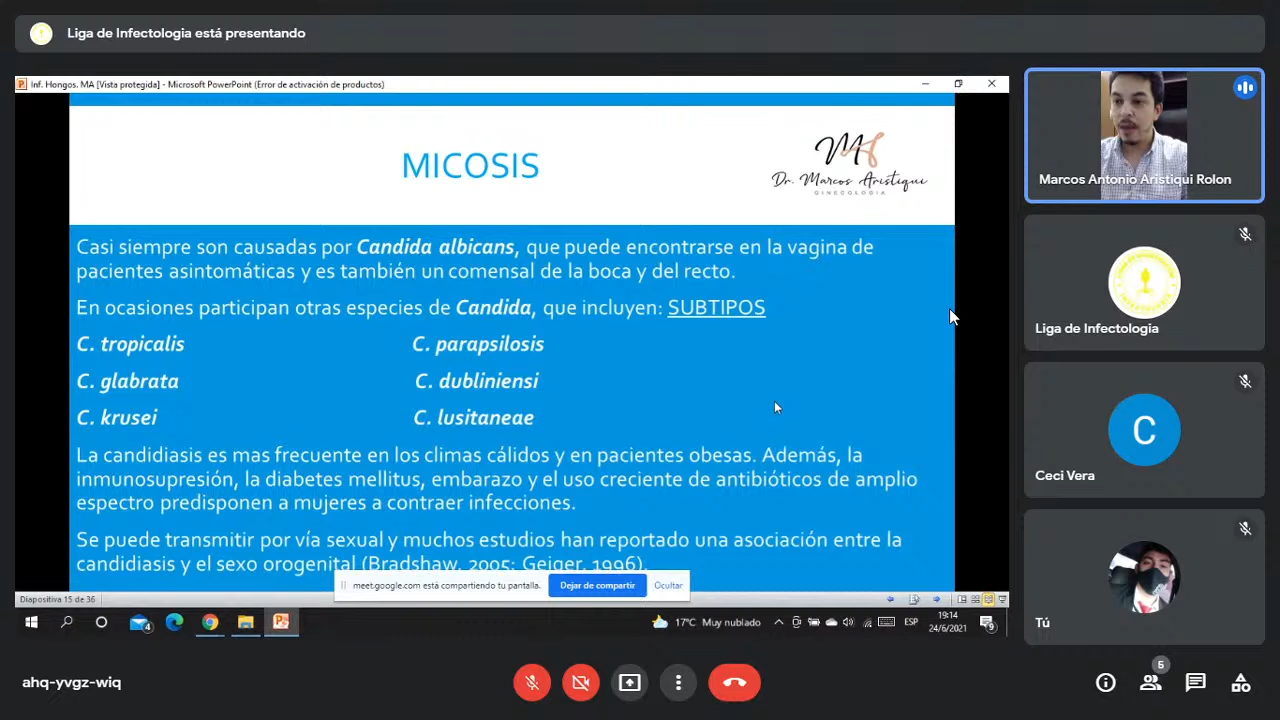 Liga de Infectologia está presentando
Inf. Hongos. MA [Vista protegida] - Microsoft PowerPoint (Error de activación de productos)
MICOSIS
MA
Dr. Marcos Aristiqui
GINECOLOGIA
Casi siempre son causadas por Candida albicans, que puede encontrarse en la vagina de
pacientes asintomáticas y es también un comensal de la boca y del recto.
En ocasiones participan otras especies de Candida, que incluyen: SUBTIPOS
C. tropicalis C. parapsilosis
C. glabrata C. dubliniensi
C. krusei C. lusitaneae
La candidiasis es mas frecuente en los climas cálidos y en pacientes obesas. Además, la
inmunosupresión, la diabetes mellitus, embarazo y el uso creciente de antibióticos de amplio
espectro predisponen a mujeres a contraer infecciones.
Se puede transmitir por vía sexual y muchos estudios han reportado una asociación entre la
candidiasis y el sexo orogenital (Bradshaw, 2005; Geiger, 1996).
meet.google.com está compartiendo tu pantalla.
Dejar de compartir
Ocultar
Diapositiva 15 de 36
4
17°C Muy nublado
ESP
19:14
24/6/2021
9
Marcos Antonio Aristiqui Rolon
Liga de Infectologia
C
Ceci Vera
Tú
ahq-yvgz-wiq
5